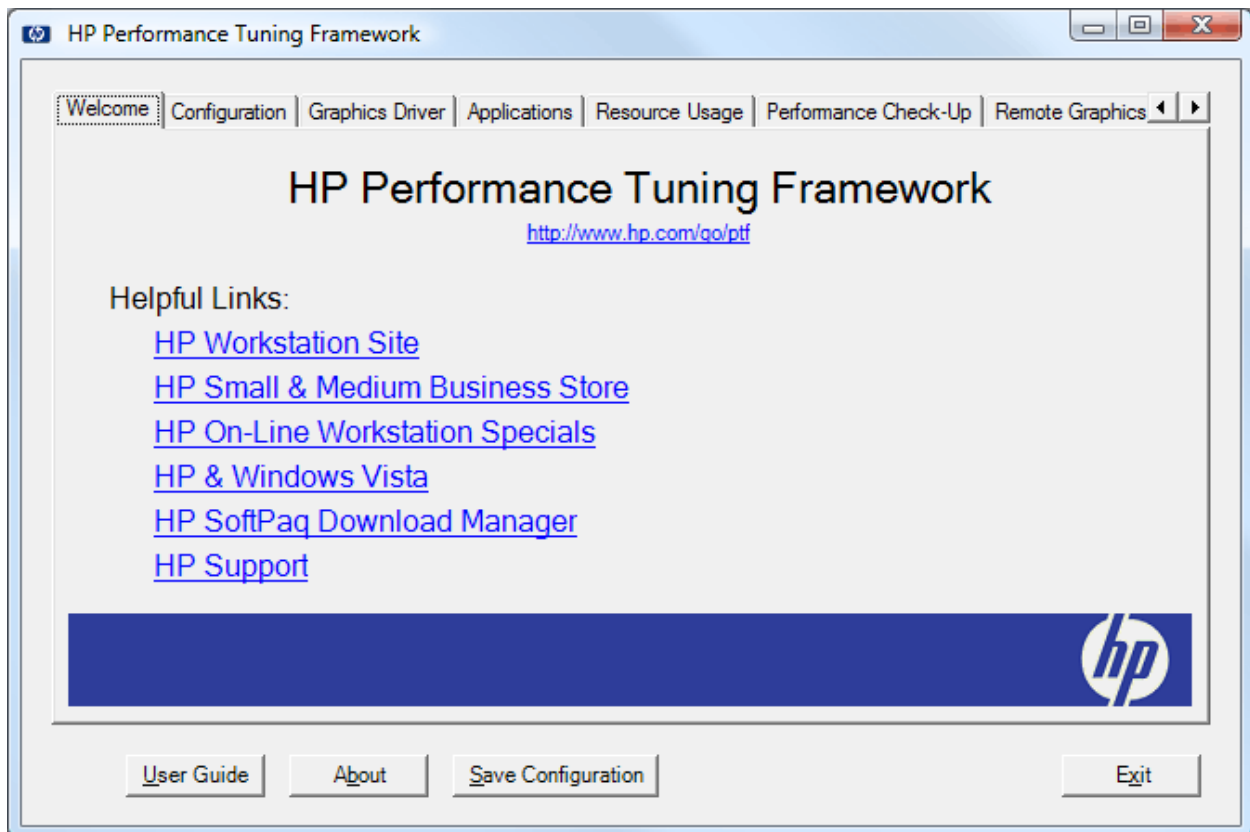 HP Performance Tuning Framework
Welcome Configuration Graphics Driver Applications Resource Usage Performance Check-Up Remote Graphics
HP Performance Tuning Framework
http://www.hp.com/go/ptf
Helpful Links:
HP Workstation Site
HP Small & Medium Business Store
HP On-Line Workstation Specials
HP & Windows Vista
HP SoftPaq Download Manager
HP Support
hp
User Guide About Save Configuration Exit